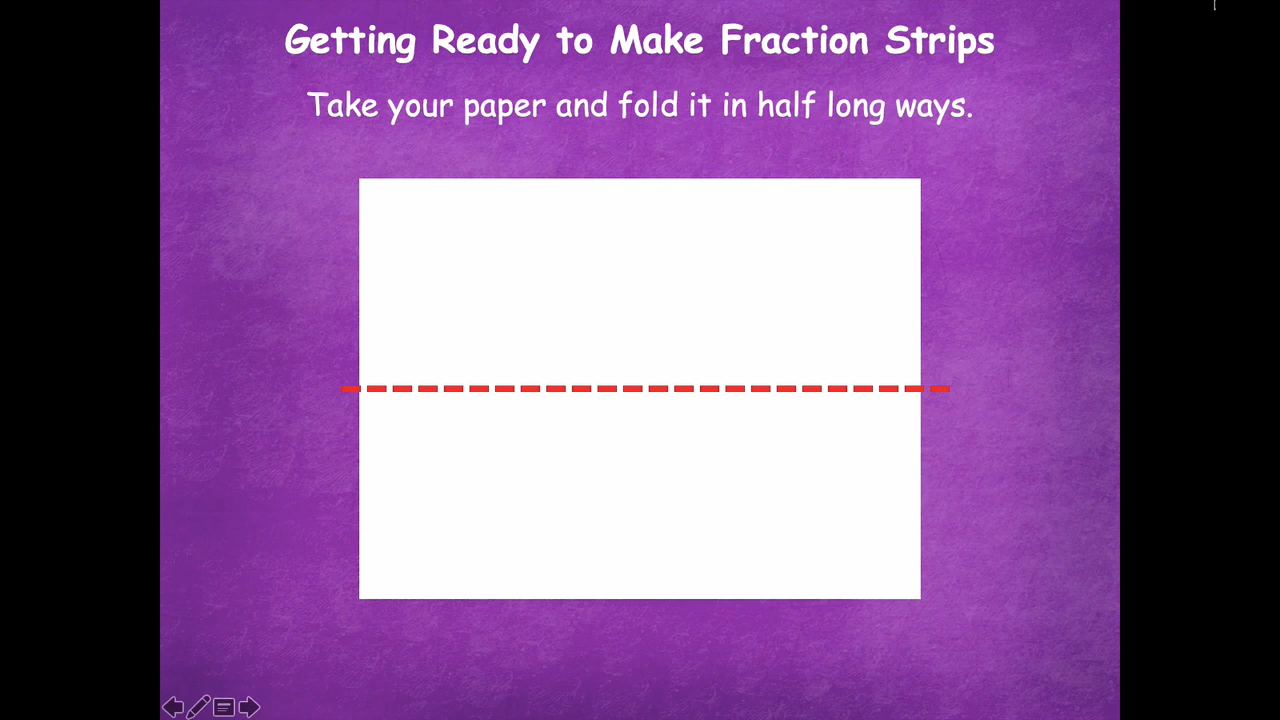 Getting Ready to Make Fraction Strips
Take your paper and fold it in half long ways.